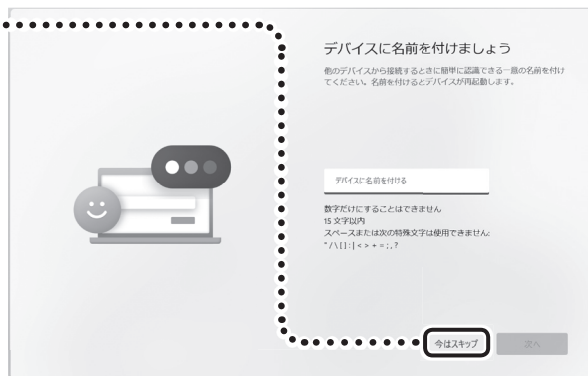 デバイスに名前を付けましょう
他のデバイスから接続するときに簡単に認識できる一意の名前を付け
てください。名前を付けるとデバイスが再起動します。
デバイスに名前を付ける
数字だけにすることはできません
15 文字以内
スペースまたは次の特殊文字は使用できません:
" / \ [ ] : | < > + = ; , ?
今はスキップ
次へ